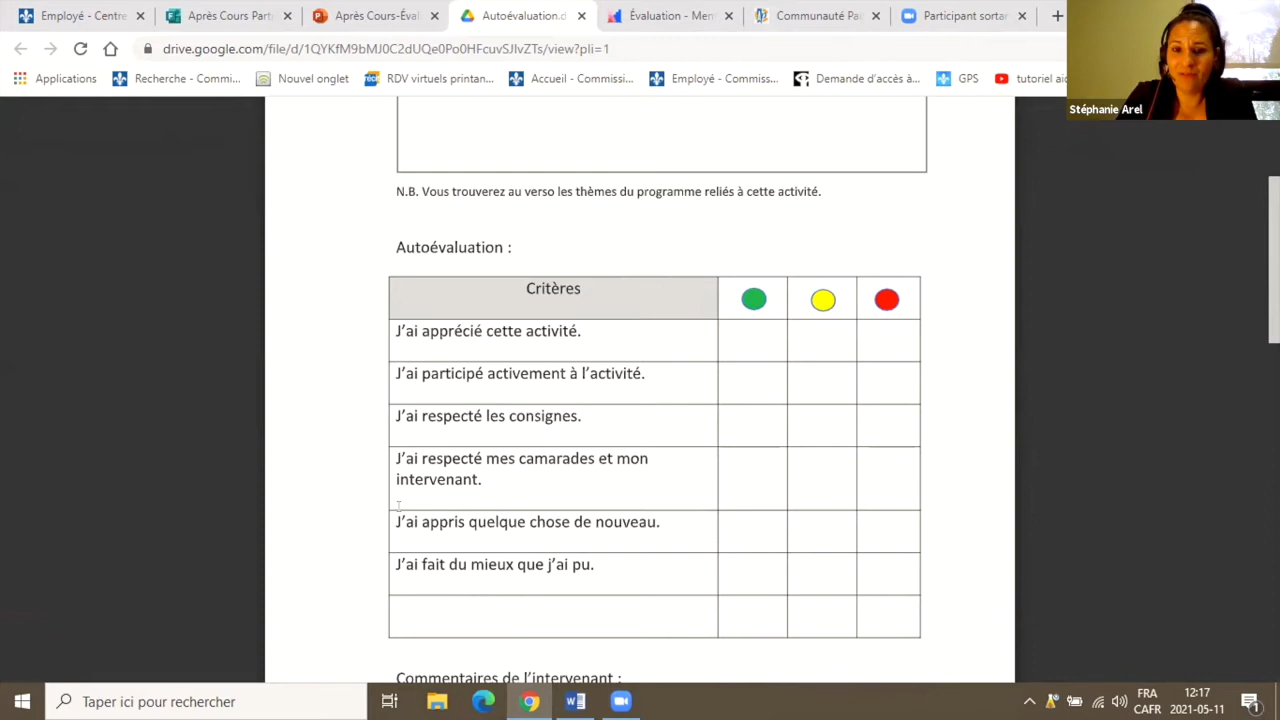 Employé - Centre
Après Cours Part
Après Cours-Éval
Autoévaluation.d
Évaluation - Men
Communauté Pa
Participant sorta
drive.google.com/file/d/1QYKfM9bMJ0C2dUQe0Po0HFcuvSJlvZTs/view?pli=1
Applications
Recherche - Commi...
Nouvel onglet
RDV virtuels printan...
Accueil - Commissi...
Employé - Commiss...
Demande d'accès à...
GPS
tutoriel aid
Stéphanie Arel
N.B. Vous trouverez au verso les thèmes du programme reliés à cette activité.
Autoévaluation :
Critères
J'ai apprécié cette activité.
J'ai participé activement à l'activité.
J'ai respecté les consignes.
J'ai respecté mes camarades et mon
intervenant.
J'ai appris quelque chose de nouveau.
J'ai fait du mieux que j'ai pu.
Commentaires de l'intervenant :
Taper ici pour rechercher
FRA
CAFR
12:17
2021-05-11
1